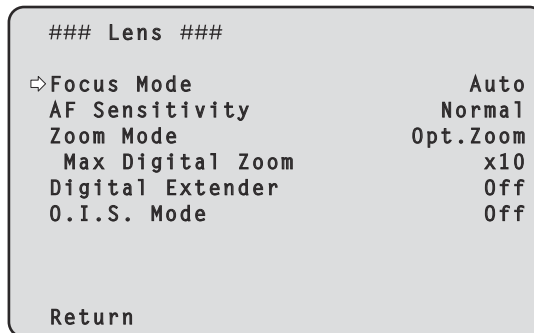 ### Lens ###
⇨Focus Mode Auto
AF Sensitivity Normal
Zoom Mode Opt.Zoom
Max Digital Zoom x10
Digital Extender Off
O.I.S. Mode Off
Return